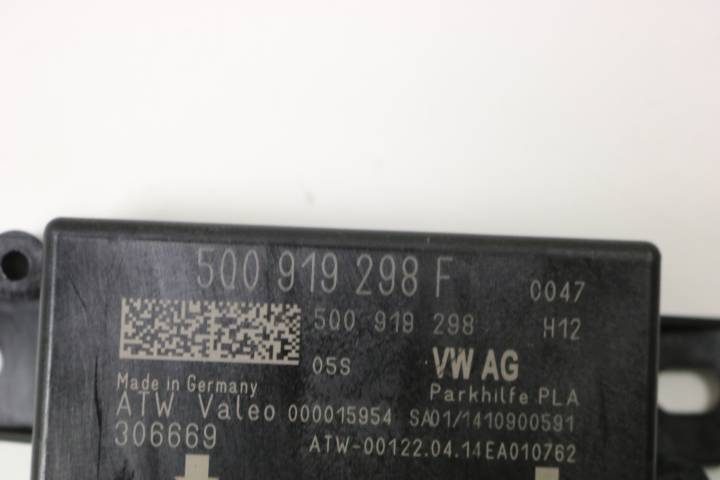 5Q0 919 298 F 0047
5Q0 919 298 H12
05S VW AG
Made in Germany Parkhilfe PLA
ATW Valeo 000015954 SA01/1410900591
306669 ATW-00122.04.14EA010762